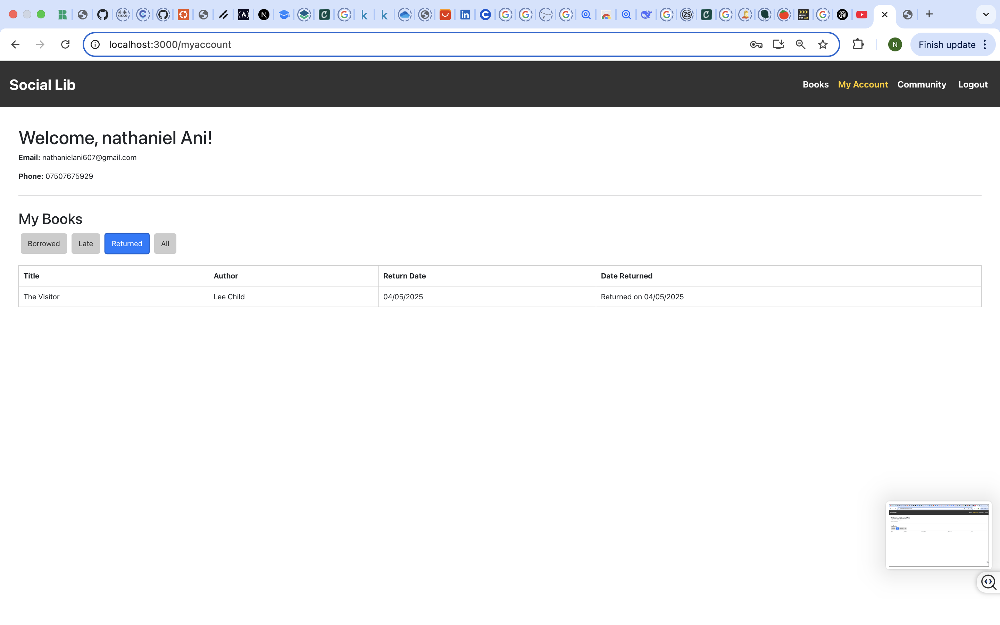 localhost:3000/myaccount
N
Finish update
Social Lib
Books My Account Community Logout
Welcome, nathaniel Ani!
Email: nathanielani607@gmail.com
Phone: 07507675929
My Books
Borrowed Late Returned All
Title Author Return Date Date Returned
The Visitor Lee Child 04/05/2025 Returned on 04/05/2025